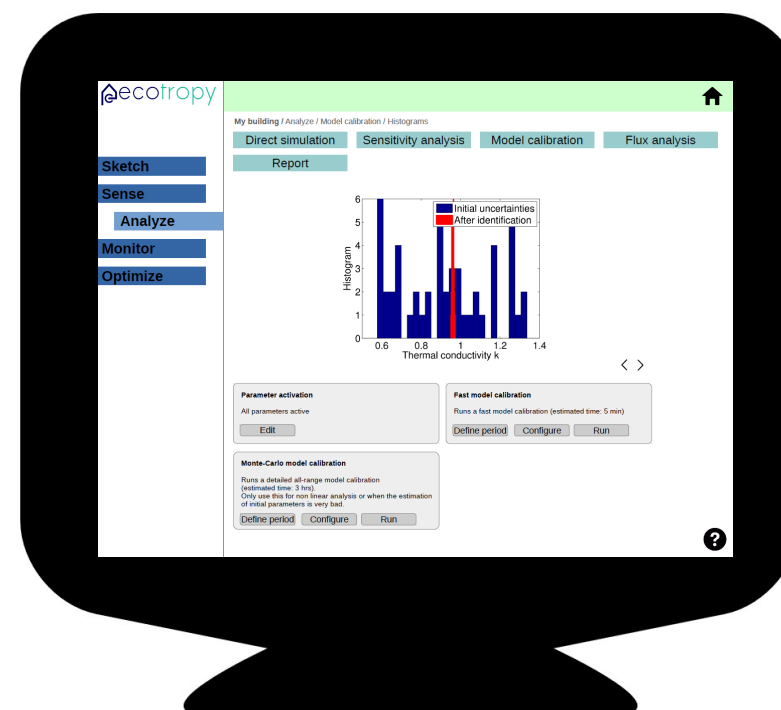 ecotropy
My building / Analyze / Model calibration / Histograms
Direct simulation
Sensitivity analysis
Model calibration
Flux analysis
Report
Sketch
Sense
Analyze
Monitor
Optimize
Initial uncertainties
After identification
Histogram
6
5
4
3
2
1
0
0.6 0.8 1 1.2 1.4
Thermal conductivity k
< >
Parameter activation
All parameters active
Edit
Fast model calibration
Runs a fast model calibration (estimated time: 5 min)
Define period
Configure
Run
Monte-Carlo model calibration
Runs a detailed all-range model calibration
(estimated time: 3 hrs).
Only use this for non linear analysis or when the estimation
of initial parameters is very bad.
Define period
Configure
Run
?